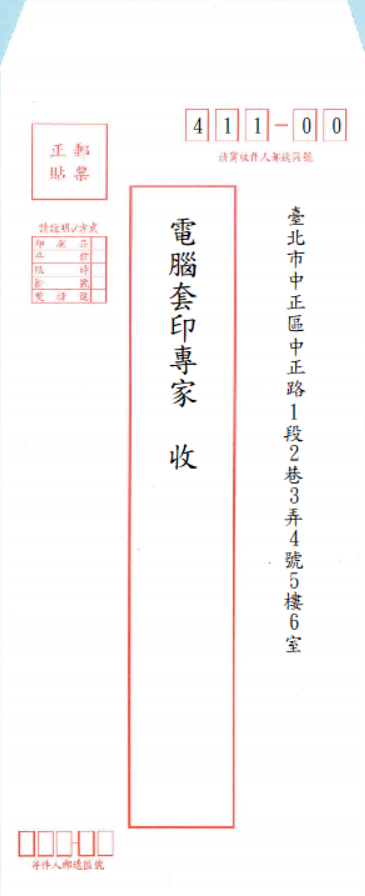 411-00
請寫收件人郵遞區號
臺北市中正區中正路1段2巷3弄4號5樓6室
電腦套印專家 收
正郵
貼票
請註明✓方式
印刷品
平信
限時
掛號
雙掛號
寄件人郵遞區號